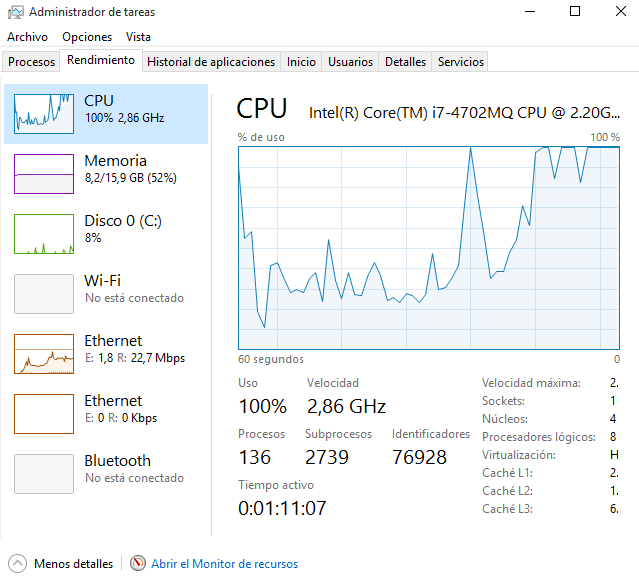 Administrador de tareas
Archivo Opciones Vista
Procesos Rendimiento Historial de aplicaciones Inicio Usuarios Detalles Servicios
CPU
100% 2,86 GHz
Memoria
8,2/15,9 GB (52%)
Disco 0 (C:)
8%
Wi-Fi
No está conectado
Ethernet
E: 1,8 R: 22,7 Mbps
Ethernet
E: 0 R: 0 Kbps
Bluetooth
No está conectado
CPU Intel(R) Core(TM) i7-4702MQ CPU @ 2.20G...
% de uso 100 %
60 segundos 0
Uso Velocidad
100% 2,86 GHz
Procesos Subprocesos Identificadores
136 2739 76928
Tiempo activo
0:01:11:07
Velocidad máxima: 2.
Sockets: 1
Núcleos: 4
Procesadores lógicos: 8
Virtualización: H
Caché L1: 2.
Caché L2: 1.
Caché L3: 6.
Menos detalles Abrir el Monitor de recursos